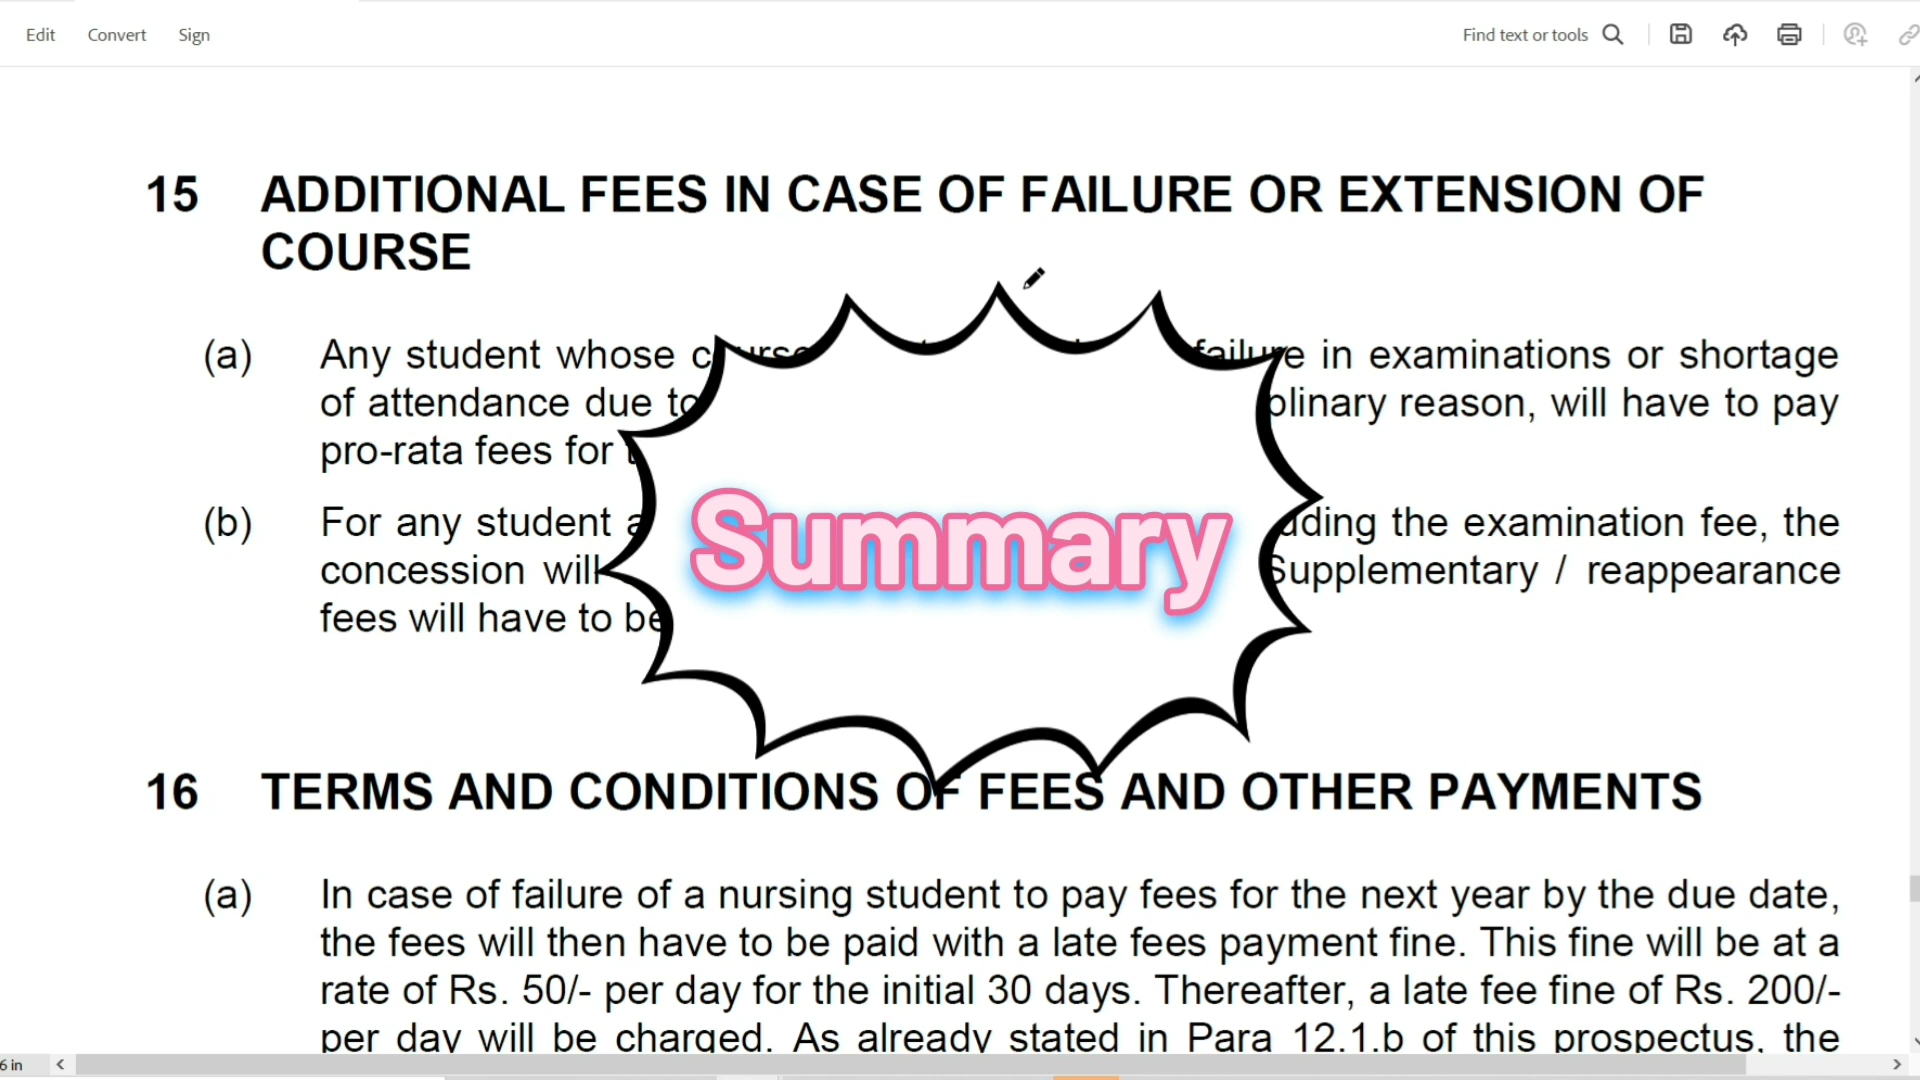 Edit Convert Sign Find text or tools
15 ADDITIONAL FEES IN CASE OF FAILURE OR EXTENSION OF
COURSE
(a) Any student whose failure in examinations or shortage
of attendance due to plinary reason, will have to pay
pro-rata fees for
(b) For any student uding the examination fee, the
concession will Supplementary / reappearance
fees will have to be
Summary
16 TERMS AND CONDITIONS OF FEES AND OTHER PAYMENTS
(a) In case of failure of a nursing student to pay fees for the next year by the due date,
the fees will then have to be paid with a late fees payment fine. This fine will be at a
rate of Rs. 50/- per day for the initial 30 days. Thereafter, a late fee fine of Rs. 200/-
per day will be charged. As already stated in Para 12.1.b of this prospectus, the
6 in